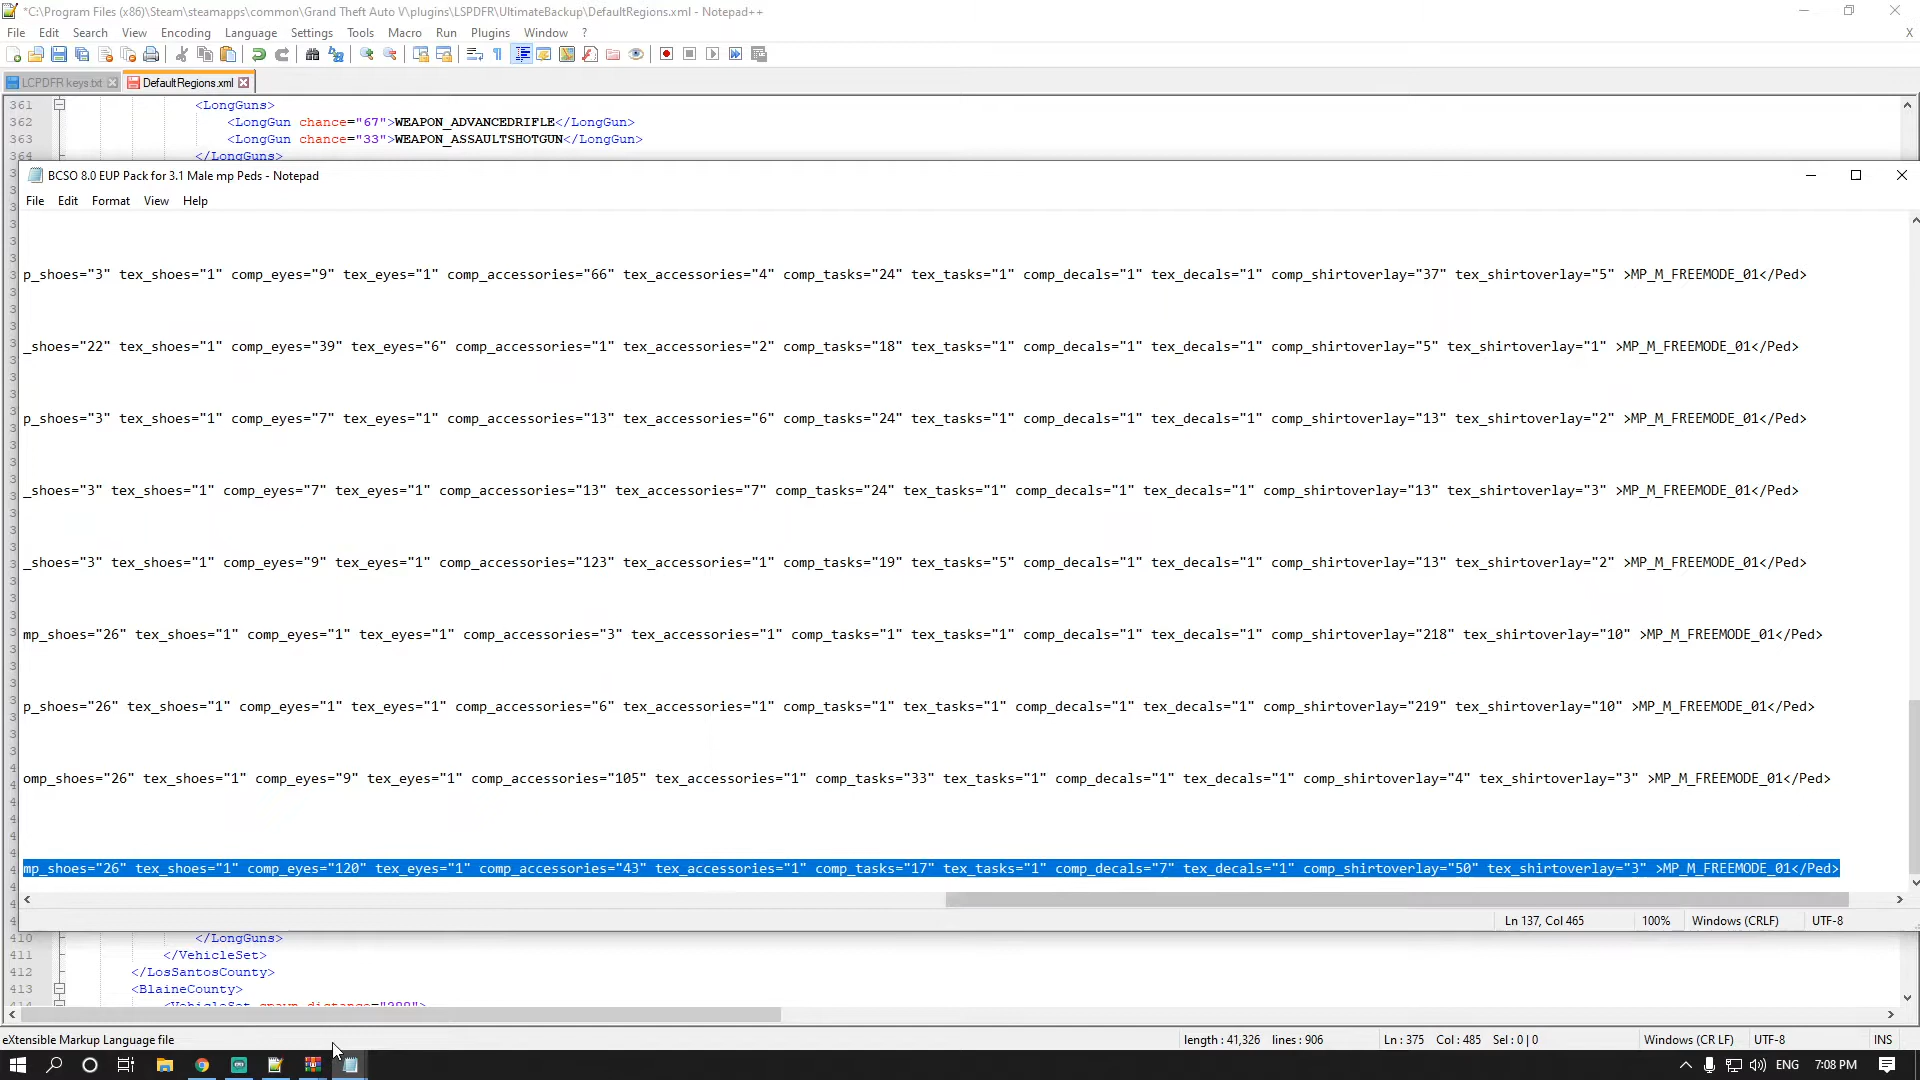 *C:\Program Files (x86)\Steam\steamapps\common\Grand Theft Auto V\plugins\LSPDFR\UltimateBackup\DefaultRegions.xml - Notepad++
File Edit Search View Encoding Language Settings Tools Macro Run Plugins Window ? X
LCPDFR keys.txt DefaultRegions.xml
361 <LongGuns>
362 <LongGun chance="67">WEAPON_ADVANCEDRIFLE</LongGun>
363 <LongGun chance="33">WEAPON_ASSAULTSHOTGUN</LongGun>
364 </LongGuns>
BCSO 8.0 EUP Pack for 3.1 Male mp Peds - Notepad
File Edit Format View Help
p_shoes="3" tex_shoes="1" comp_eyes="9" tex_eyes="1" comp_accessories="66" tex_accessories="4" comp_tasks="24" tex_tasks="1" comp_decals="1" tex_decals="1" comp_shirtoverlay="37" tex_shirtoverlay="5" >MP_M_FREEMODE_01</Ped>
_shoes="22" tex_shoes="1" comp_eyes="39" tex_eyes="6" comp_accessories="1" tex_accessories="2" comp_tasks="18" tex_tasks="1" comp_decals="1" tex_decals="1" comp_shirtoverlay="5" tex_shirtoverlay="1" >MP_M_FREEMODE_01</Ped>
p_shoes="3" tex_shoes="1" comp_eyes="7" tex_eyes="1" comp_accessories="13" tex_accessories="6" comp_tasks="24" tex_tasks="1" comp_decals="1" tex_decals="1" comp_shirtoverlay="13" tex_shirtoverlay="2" >MP_M_FREEMODE_01</Ped>
_shoes="3" tex_shoes="1" comp_eyes="7" tex_eyes="1" comp_accessories="13" tex_accessories="7" comp_tasks="24" tex_tasks="1" comp_decals="1" tex_decals="1" comp_shirtoverlay="13" tex_shirtoverlay="3" >MP_M_FREEMODE_01</Ped>
_shoes="3" tex_shoes="1" comp_eyes="9" tex_eyes="1" comp_accessories="123" tex_accessories="1" comp_tasks="19" tex_tasks="5" comp_decals="1" tex_decals="1" comp_shirtoverlay="13" tex_shirtoverlay="2" >MP_M_FREEMODE_01</Ped>
mp_shoes="26" tex_shoes="1" comp_eyes="1" tex_eyes="1" comp_accessories="3" tex_accessories="1" comp_tasks="1" tex_tasks="1" comp_decals="1" tex_decals="1" comp_shirtoverlay="218" tex_shirtoverlay="10" >MP_M_FREEMODE_01</Ped>
p_shoes="26" tex_shoes="1" comp_eyes="1" tex_eyes="1" comp_accessories="6" tex_accessories="1" comp_tasks="1" tex_tasks="1" comp_decals="1" tex_decals="1" comp_shirtoverlay="219" tex_shirtoverlay="10" >MP_M_FREEMODE_01</Ped>
omp_shoes="26" tex_shoes="1" comp_eyes="9" tex_eyes="1" comp_accessories="105" tex_accessories="1" comp_tasks="33" tex_tasks="1" comp_decals="1" tex_decals="1" comp_shirtoverlay="4" tex_shirtoverlay="3" >MP_M_FREEMODE_01</Ped>
mp_shoes="26" tex_shoes="1" comp_eyes="120" tex_eyes="1" comp_accessories="43" tex_accessories="1" comp_tasks="17" tex_tasks="1" comp_decals="7" tex_decals="1" comp_shirtoverlay="50" tex_shirtoverlay="3" >MP_M_FREEMODE_01</Ped>
Ln 137, Col 465 100% Windows (CRLF) UTF-8
410 </LongGuns>
411 </VehicleSet>
412 </LosSantosCounty>
413 <BlaineCounty>
414 <VehicleSet spawn_distance="200">
eXtensible Markup Language file length : 41,326 lines : 906 Ln : 375 Col : 485 Sel : 0 | 0 Windows (CR LF) UTF-8 INS
ENG 7:08 PM